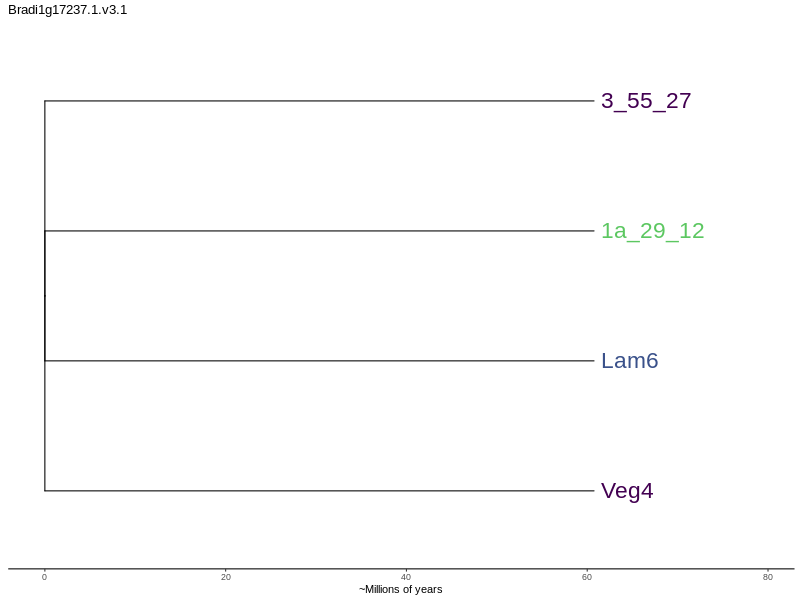 Bradi1g17237.1.v3.1
3_55_27
1a_29_12
Lam6
Veg4
0 20 40 60 80
~Millions of years